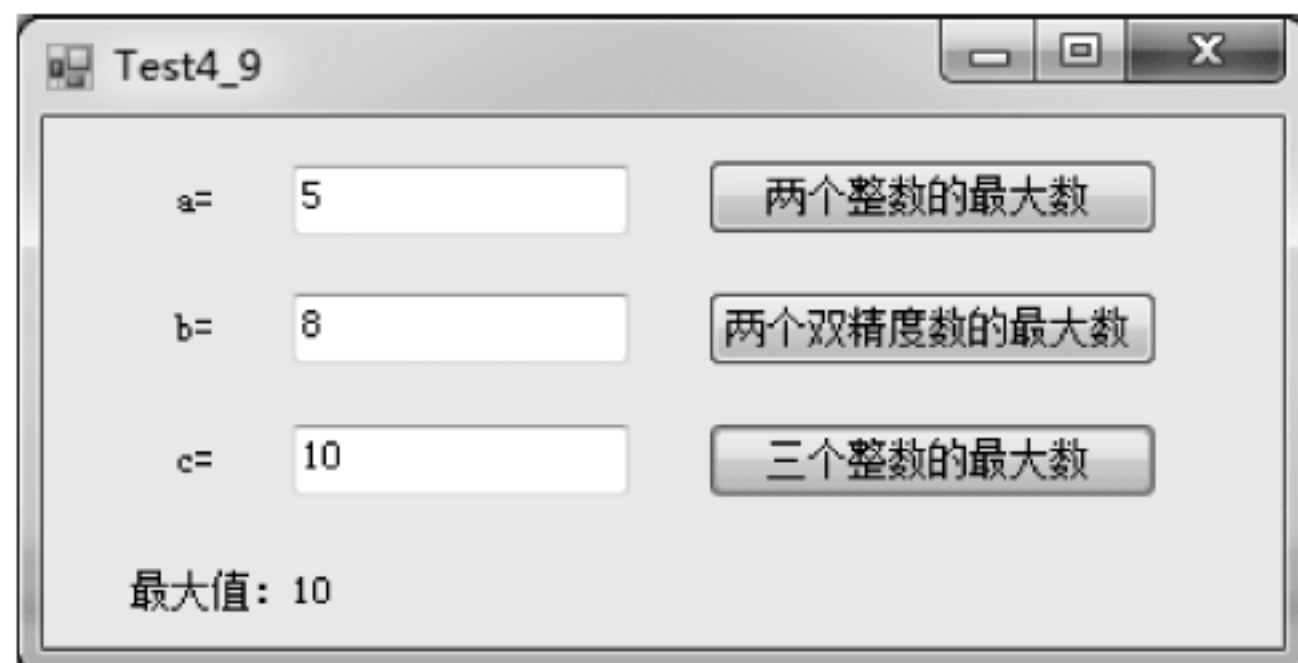 Test4_9
a= 5 两个整数的最大数
b= 8 两个双精度数的最大数
c= 10 三个整数的最大数
最大值：10